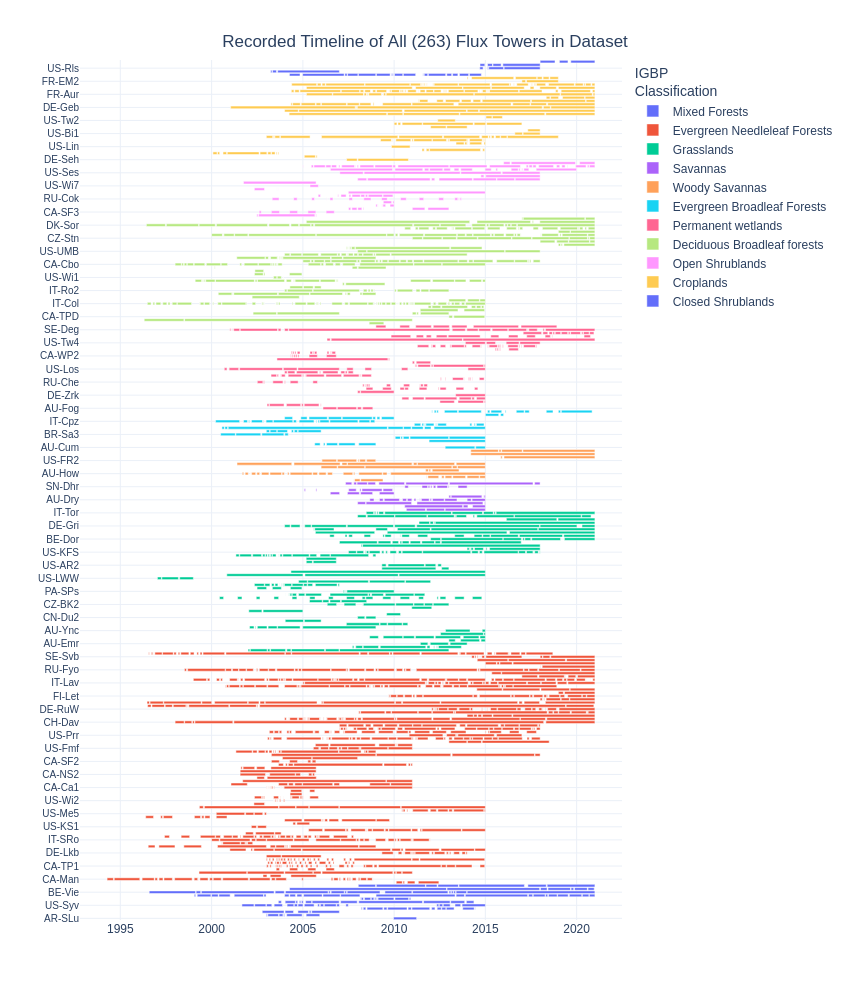 Recorded Timeline of All (263) Flux Towers in Dataset
IGBP
Classification
Mixed Forests
Evergreen Needleleaf Forests
Grasslands
Savannas
Woody Savannas
Evergreen Broadleaf Forests
Permanent wetlands
Deciduous Broadleaf forests
Open Shrublands
Croplands
Closed Shrublands
US-Rls
FR-EM2
FR-Aur
DE-Geb
US-Tw2
US-Bi1
US-Lin
DE-Seh
US-Ses
US-Wi7
RU-Cok
CA-SF3
DK-Sor
CZ-Stn
US-UMB
CA-Cbo
US-Wi1
IT-Ro2
IT-Col
CA-TPD
SE-Deg
US-Tw4
CA-WP2
US-Los
RU-Che
DE-Zrk
AU-Fog
IT-Cpz
BR-Sa3
AU-Cum
US-FR2
AU-How
SN-Dhr
AU-Dry
IT-Tor
DE-Gri
BE-Dor
US-KFS
US-AR2
US-LWW
PA-SPs
CZ-BK2
CN-Du2
AU-Ync
AU-Emr
SE-Svb
RU-Fyo
IT-Lav
FI-Let
DE-RuW
CH-Dav
US-Prr
US-Fmf
CA-SF2
CA-NS2
CA-Ca1
US-Wi2
US-Me5
US-KS1
IT-SRo
DE-Lkb
CA-TP1
CA-Man
BE-Vie
US-Syv
AR-SLu
1995 2000 2005 2010 2015 2020